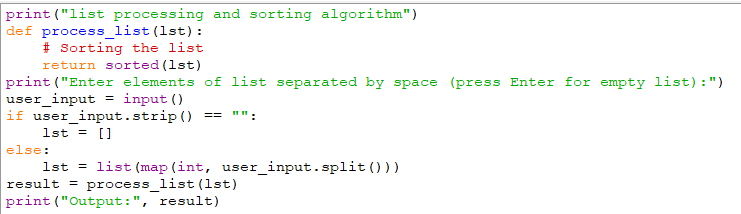 print("list processing and sorting algorithm")
def process_list(lst):
    # Sorting the list
    return sorted(lst)
print("Enter elements of list separated by space (press Enter for empty list):")
user_input = input()
if user_input.strip() == "":
    lst = []
else:
    lst = list(map(int, user_input.split()))
result = process_list(lst)
print("Output:", result)